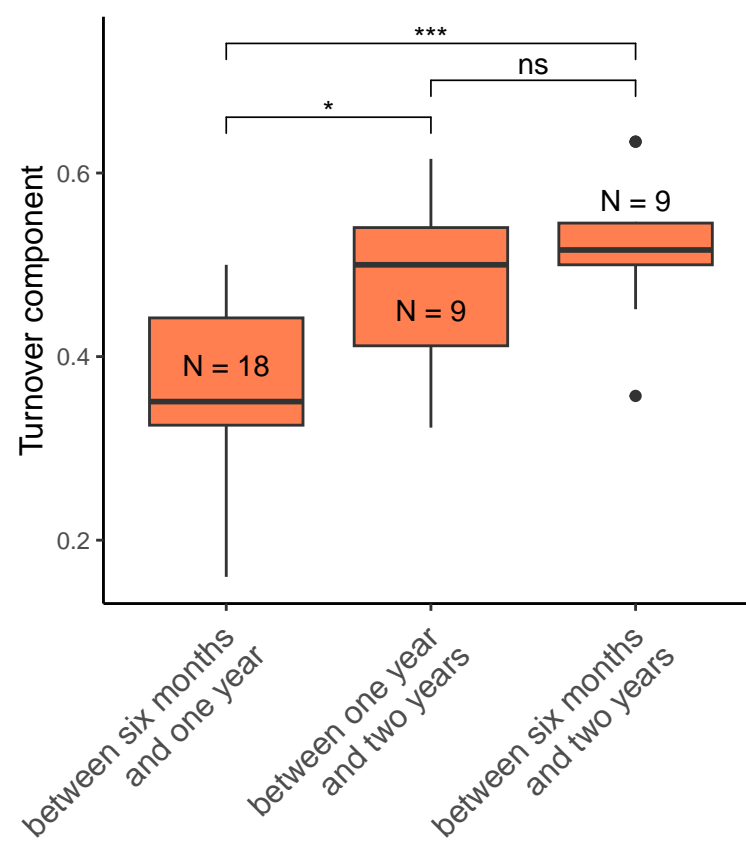 ***
ns
*
0.6
N = 9
N = 9
N = 18
0.4
0.2
Turnover component
between six months
and one year
between one year
and two years
between six months
and two years